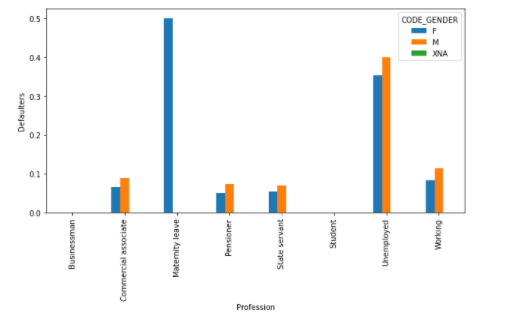 CODE_GENDER
F
M
XNA
0.5
0.4
0.3
0.2
0.1
0.0
Defaulters
Businessman
Commercial associate
Maternity leave
Pensioner
State servant
Student
Unemployed
Working
Profession